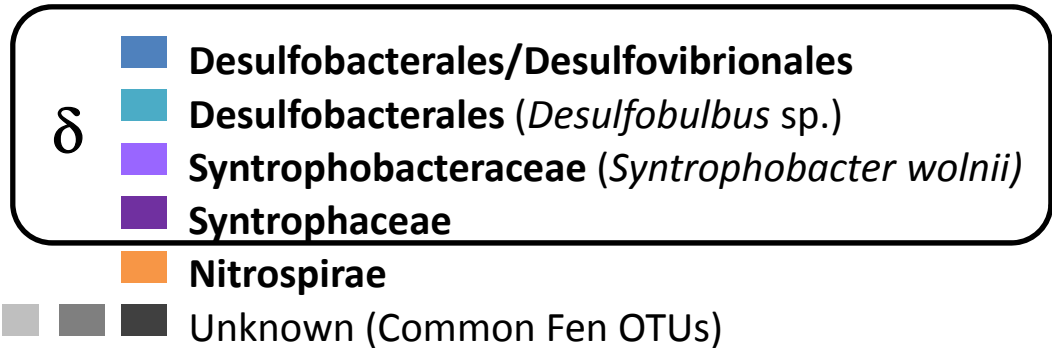 δ
Desulfobacterales/Desulfovibrionales
Desulfobacterales (Desulfobulbus sp.)
Syntrophobacteraceae (Syntrophobacter wolnii)
Syntrophaceae
Nitrospirae
Unknown (Common Fen OTUs)